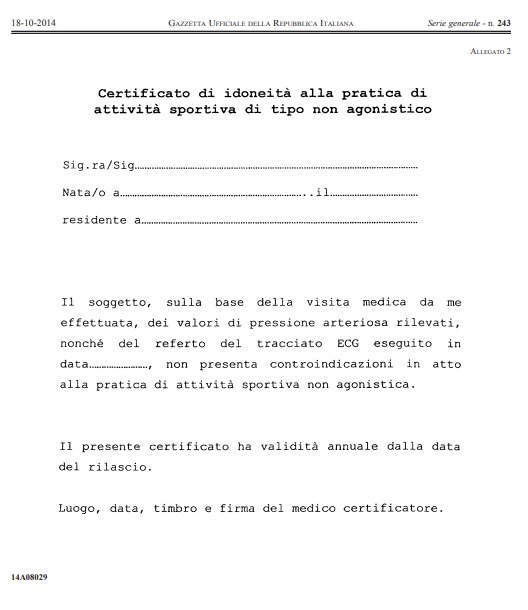 18-10-2014 GAZZETTA UFFICIALE DELLA REPUBBLICA ITALIANA Serie generale - n. 243
ALLEGATO 2
Certificato di idoneità alla pratica di
attività sportiva di tipo non agonistico
Sig.ra/Sig……………………………………………………………………………………
Nata/o a……………………………………………………..il…………………………
residente a…………………………………………………………………………………
Il soggetto, sulla base della visita medica da me
effettuata, dei valori di pressione arteriosa rilevati,
nonché del referto del tracciato ECG eseguito in
data……………………, non presenta controindicazioni in atto
alla pratica di attività sportiva non agonistica.
Il presente certificato ha validità annuale dalla data
del rilascio.
Luogo, data, timbro e firma del medico certificatore.
14A08029